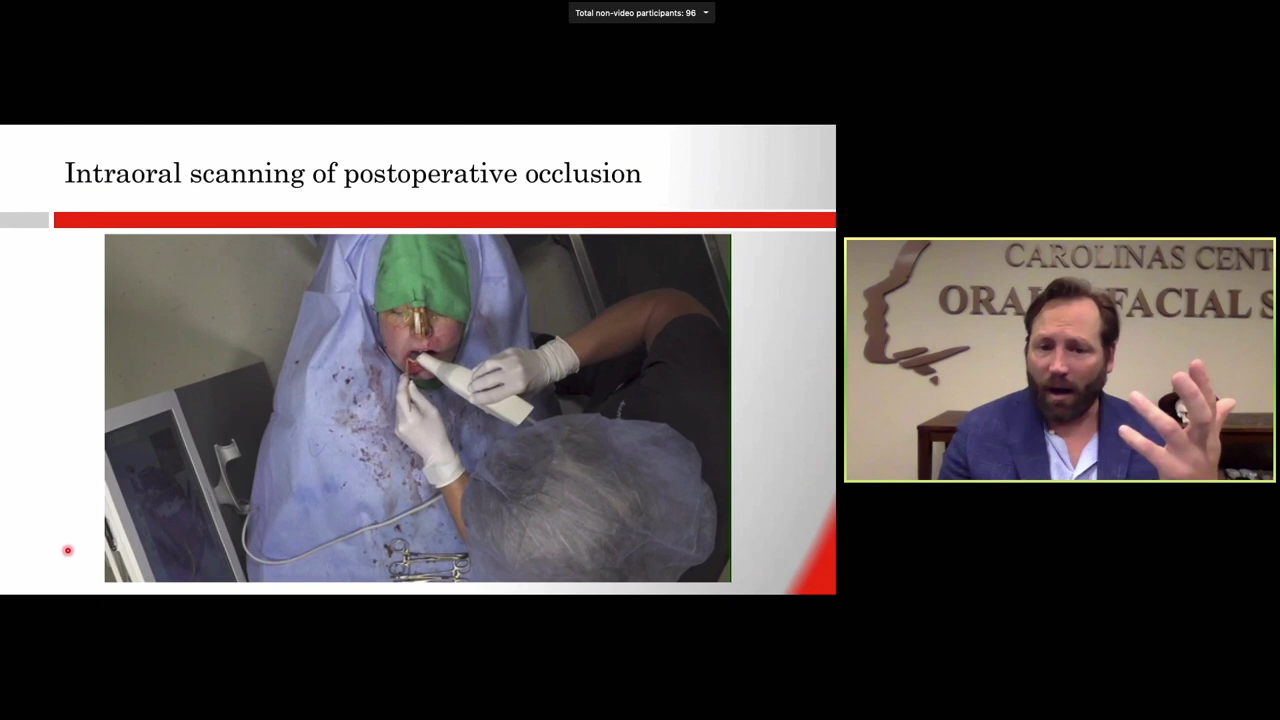 Total non-video participants: 96
Intraoral scanning of postoperative occlusion
CAROLINAS CENT
ORAL FACIAL S